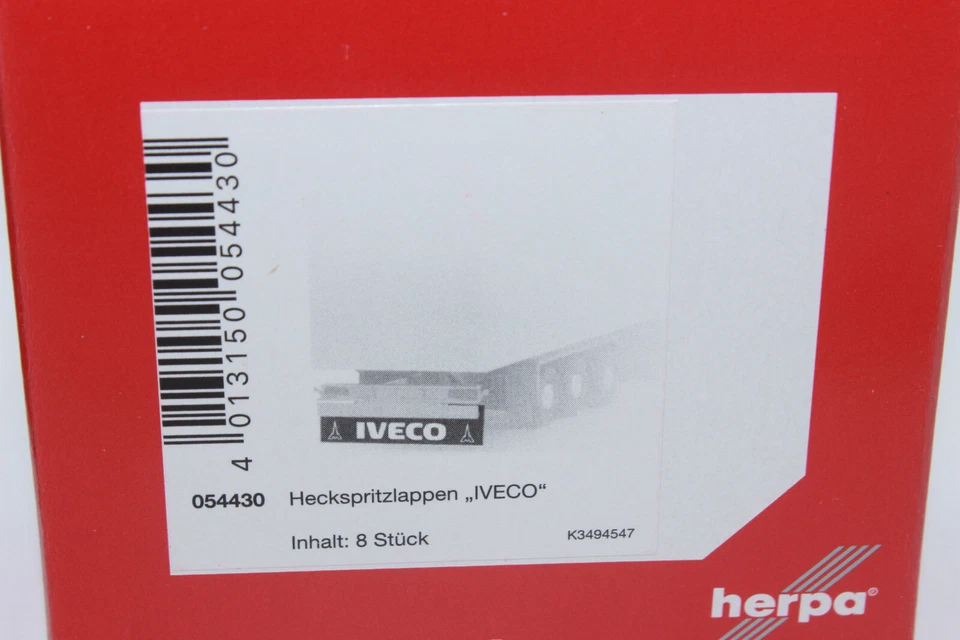 4 013150 054430
IVECO
054430 Heckspritzlappen „IVECO“
Inhalt: 8 Stück
K3494547
herpa®